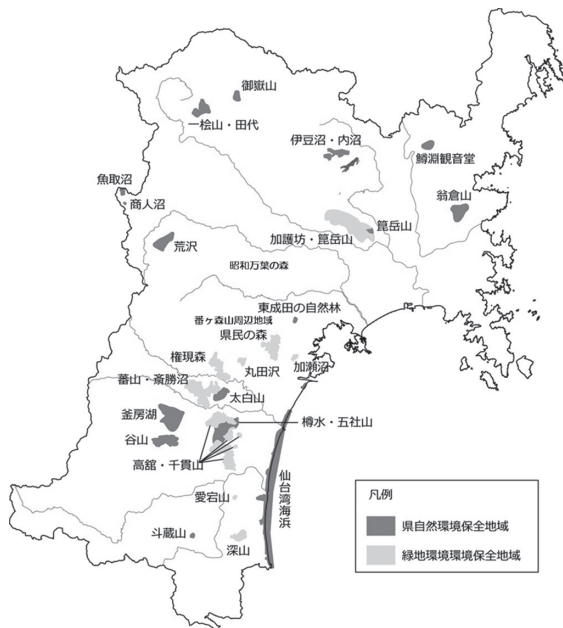 御嶽山
一桧山・田代
伊豆沼・内沼
鱒淵観音堂
魚取沼
翁倉山
商人沼
箟岳山
加護坊・箟岳山
荒沢
昭和万葉の森
東成田の自然林
番ヶ森山周辺地域
県民の森
権現森
丸田沢
加瀬沼
蕃山・斎勝沼
太白山
釜房湖
樽水・五社山
谷山
高舘・千貫山
仙台湾海浜
愛宕山
斗蔵山
深山
凡例
県自然環境保全地域
緑地環境環境保全地域